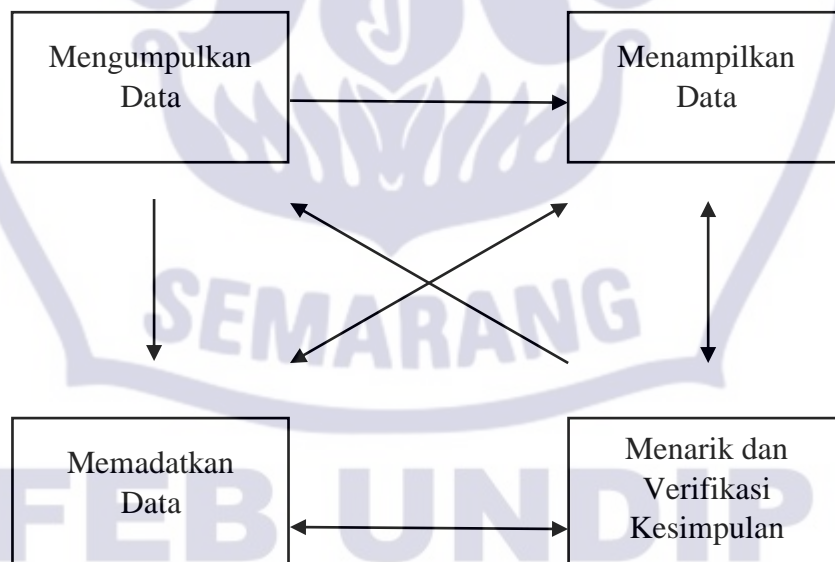 Mengumpulkan
Data
Menampilkan
Data
SEMARANG
Memadatkan
Data
Menarik dan
Verifikasi
Kesimpulan
FEB UNDIP